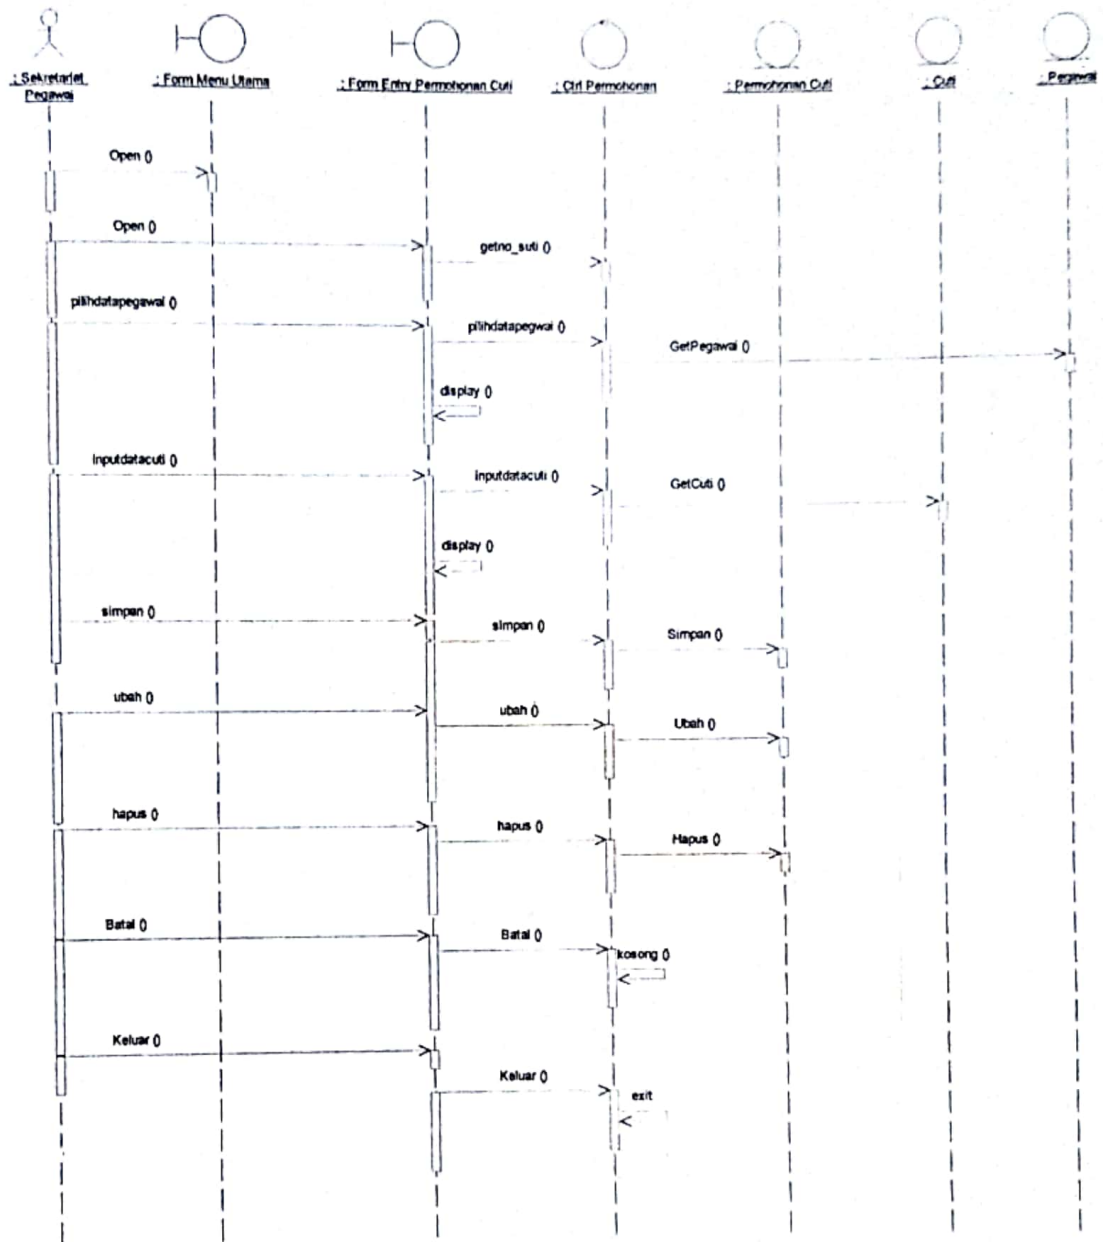 : Sekretariat
Pegawai
: Form Menu Utama
: Form Entry Permohonan Cuti
: Ctrl Permohonan
: Permohonan Cuti
: Cuti
: Pegawai
Open ()
Open ()
getno_suti ()
pilihdatapegawai ()
pilihdatapegwai ()
GetPegawai ()
display ()
inputdatacuti ()
inputdatacuti ()
GetCuti ()
display ()
simpan ()
simpan ()
Simpan ()
ubah ()
ubah ()
Ubah ()
hapus ()
hapus ()
Hapus ()
Batal ()
Batal ()
kosong ()
Keluar ()
Keluar ()
exit